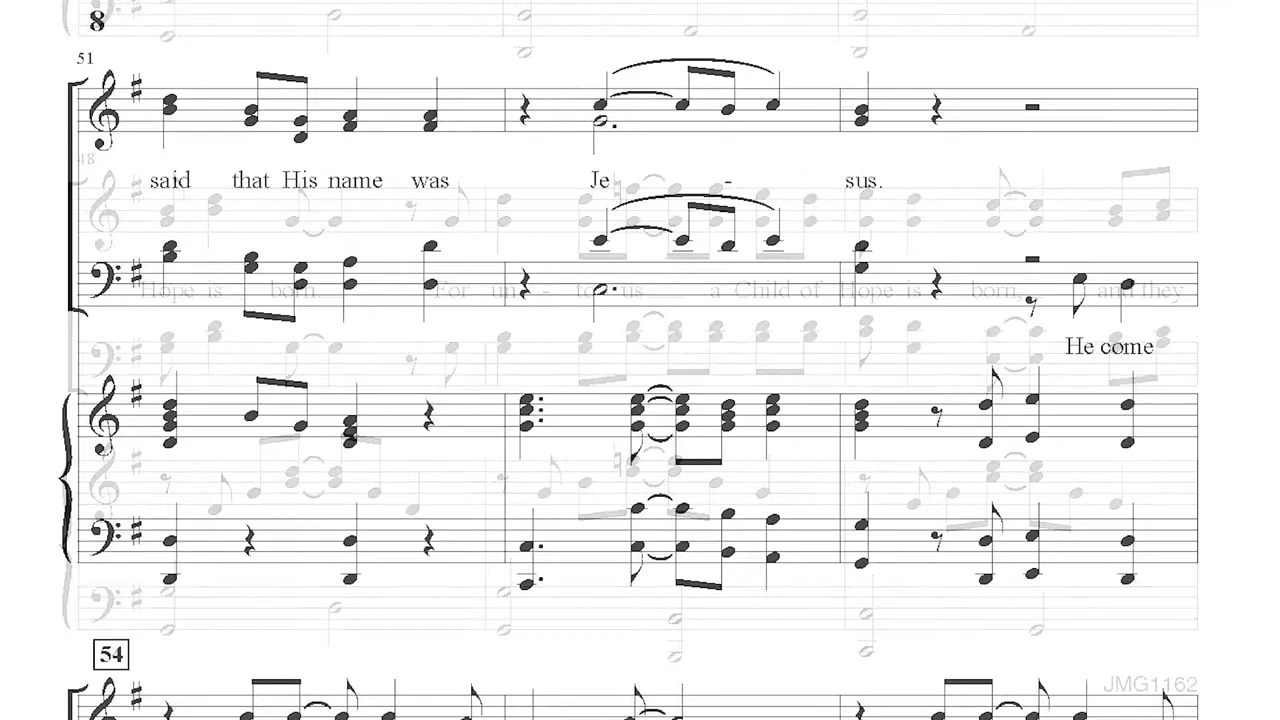 8
51
said that His name was Je - sus.
48
Hope is born. For un - to us a Child of Hope is born, and they
He come
54
JMG1162